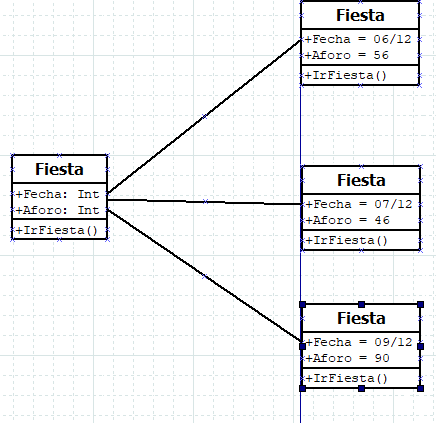 Fiesta
+Fecha = 06/12
+Aforo = 56
+IrFiesta()
Fiesta
+Fecha: Int
+Aforo: Int
+IrFiesta()
Fiesta
+Fecha = 07/12
+Aforo = 46
+IrFiesta()
Fiesta
+Fecha = 09/12
+Aforo = 90
+IrFiesta()